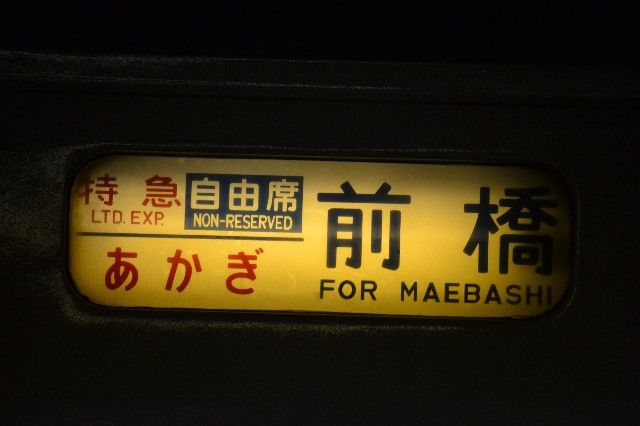 特急
LTD. EXP.
自由席
NON-RESERVED
あかぎ
前橋
FOR MAEBASHI